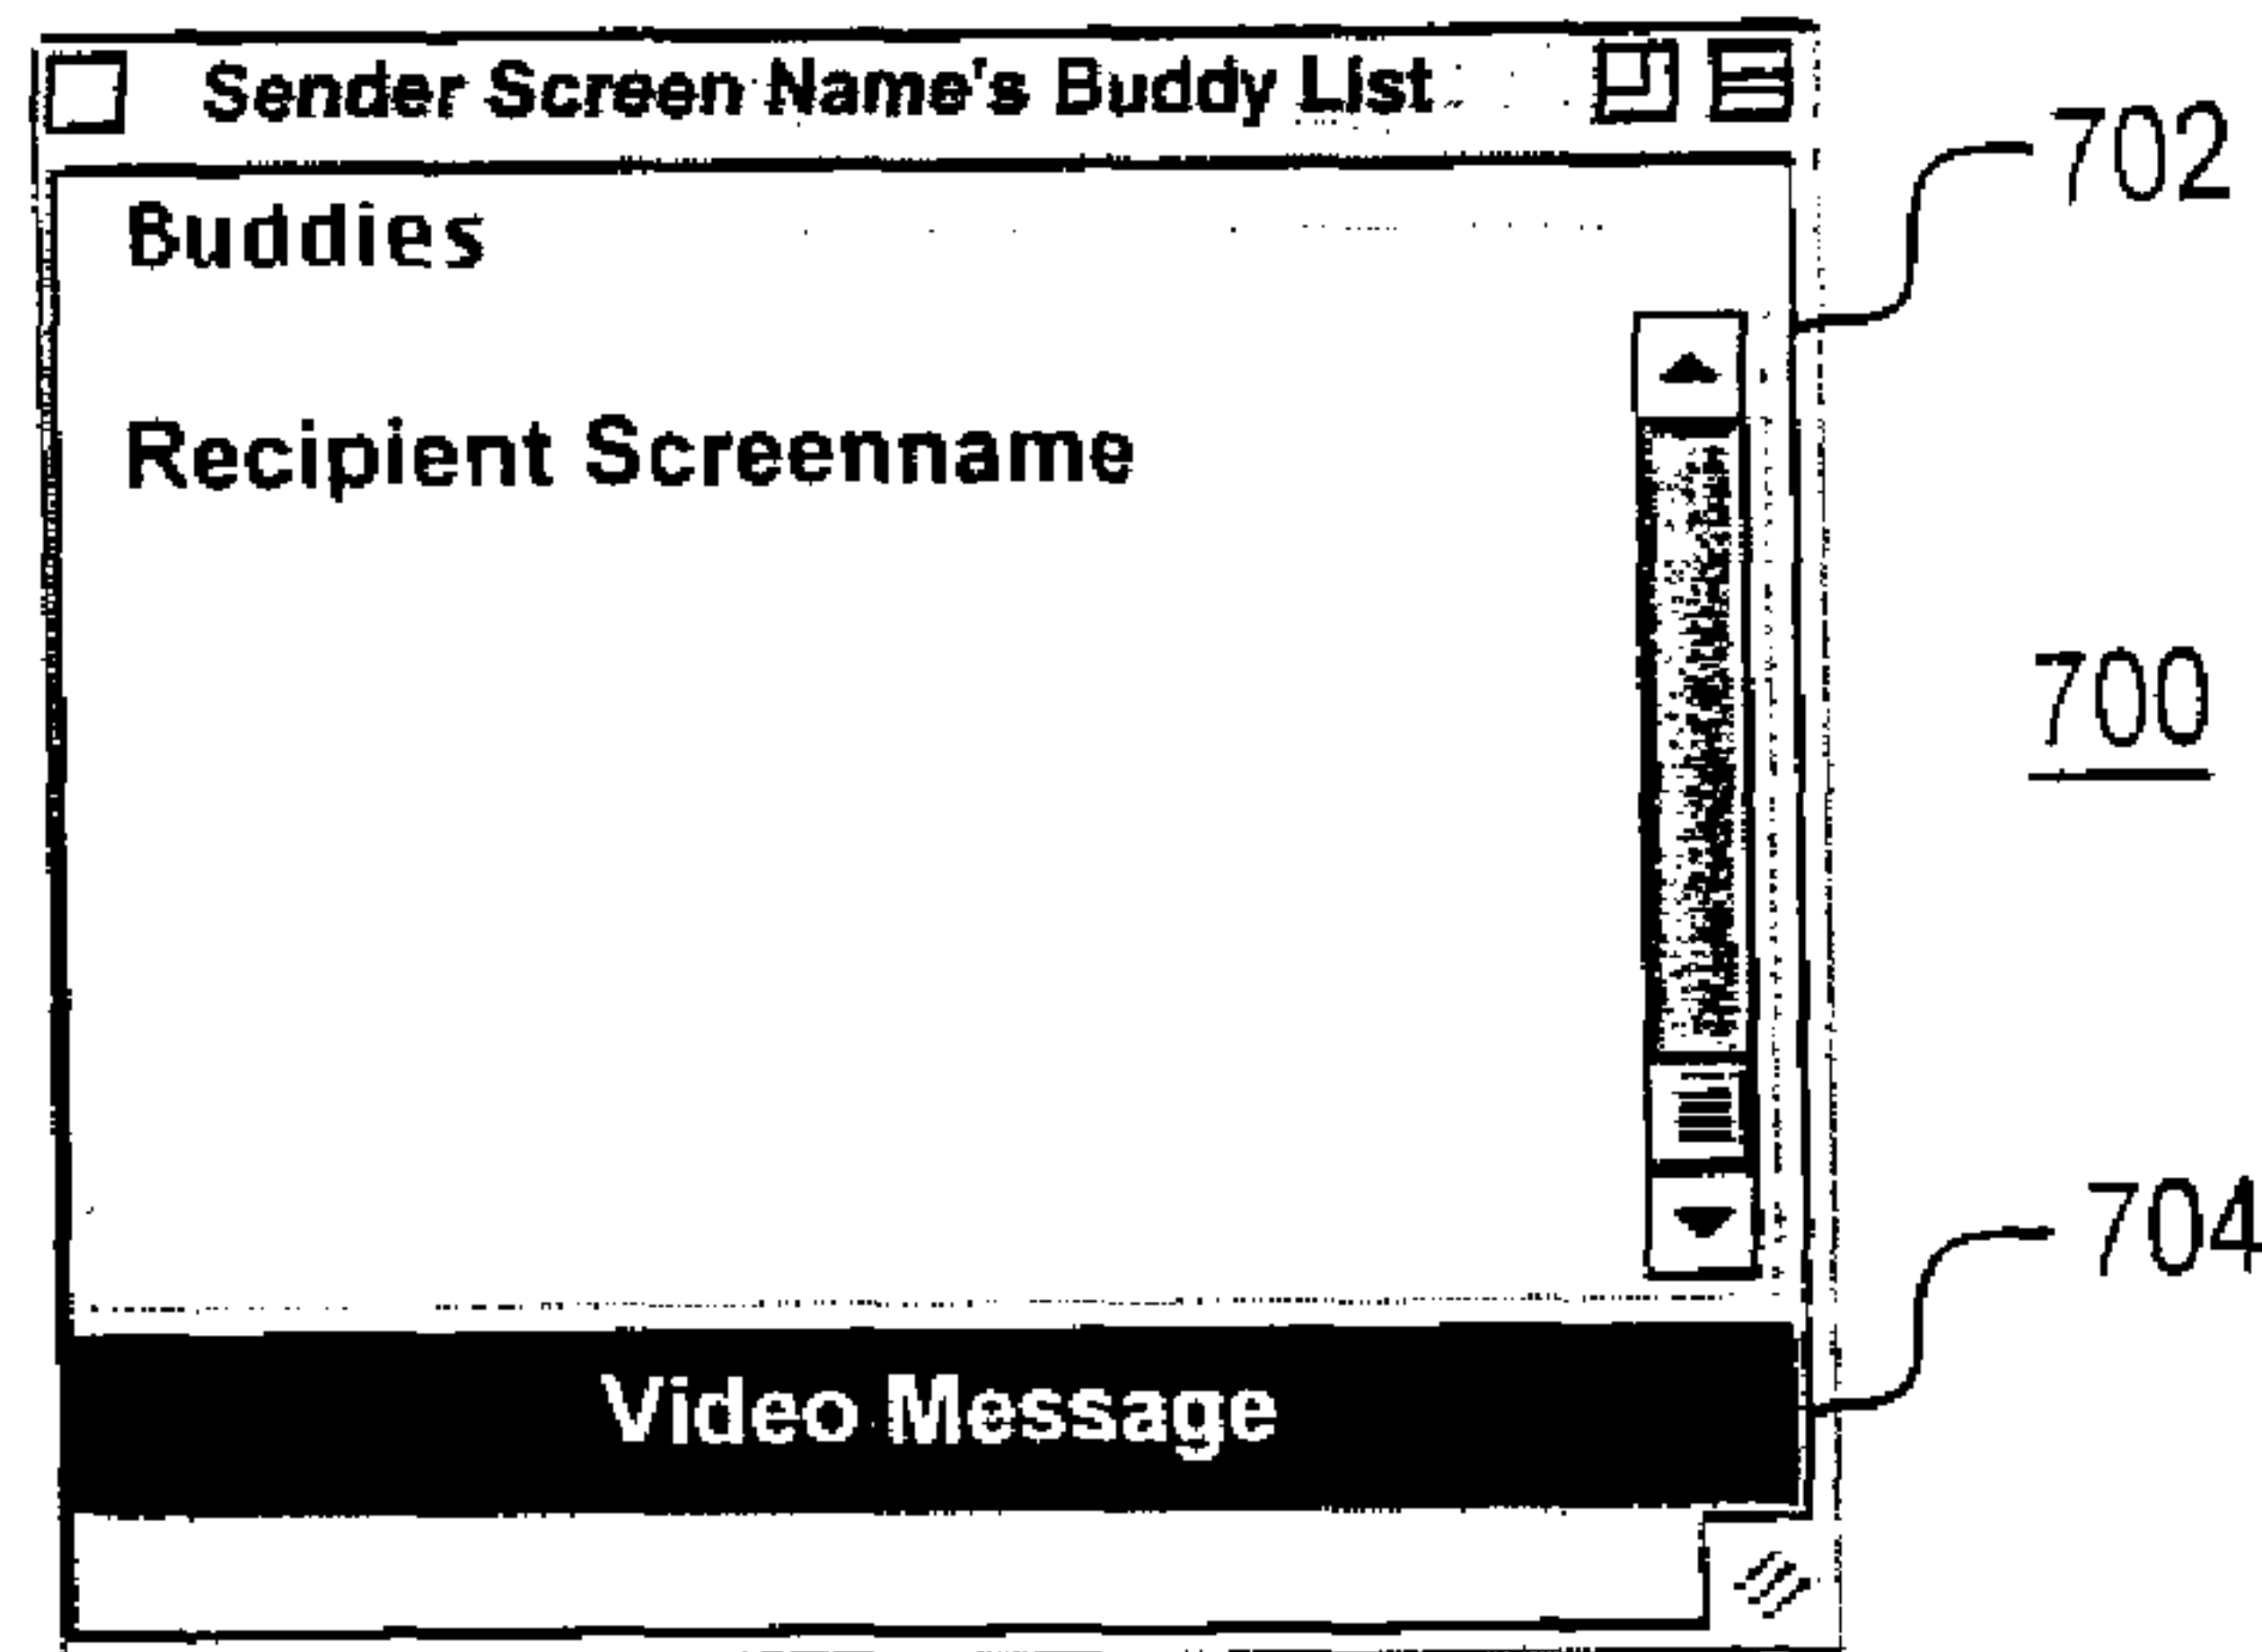 Sender Screen Name's Buddy List
702
Buddies
Recipient Screenname
700
704
Video Message